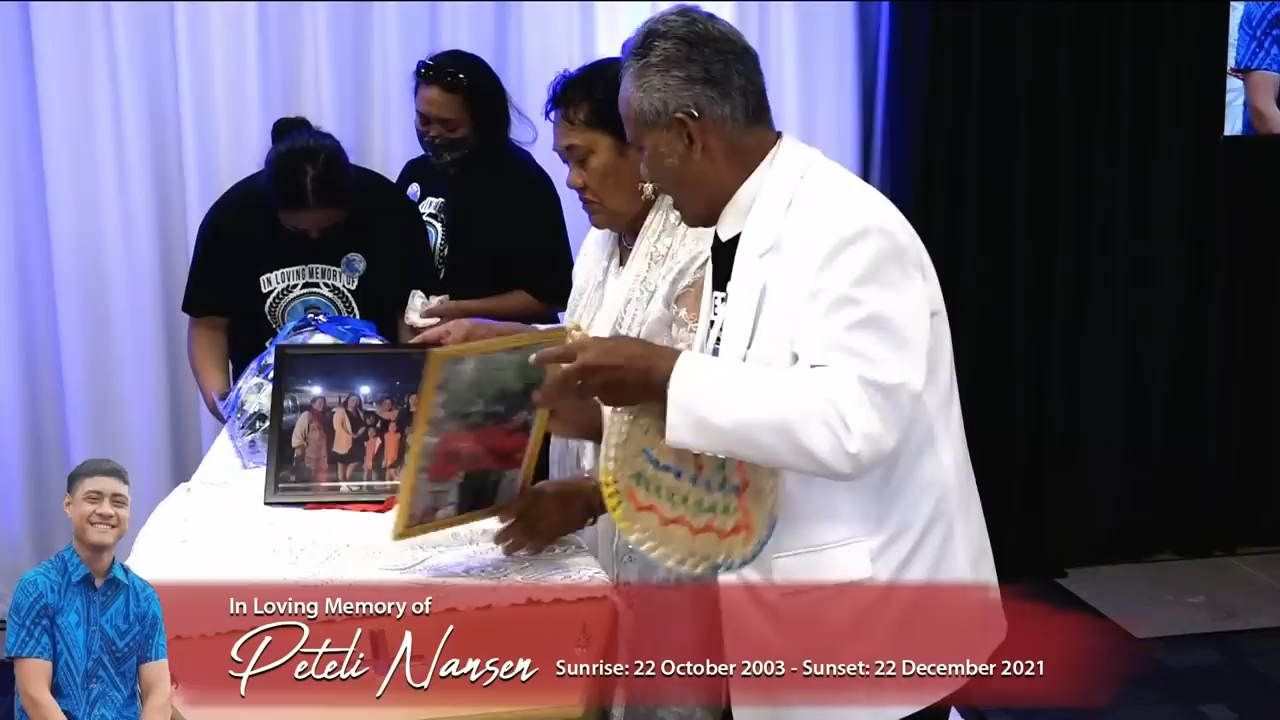 IN LOVING MEMORY OF
In Loving Memory of
Peteli Nansen
Sunrise: 22 October 2003 - Sunset: 22 December 2021